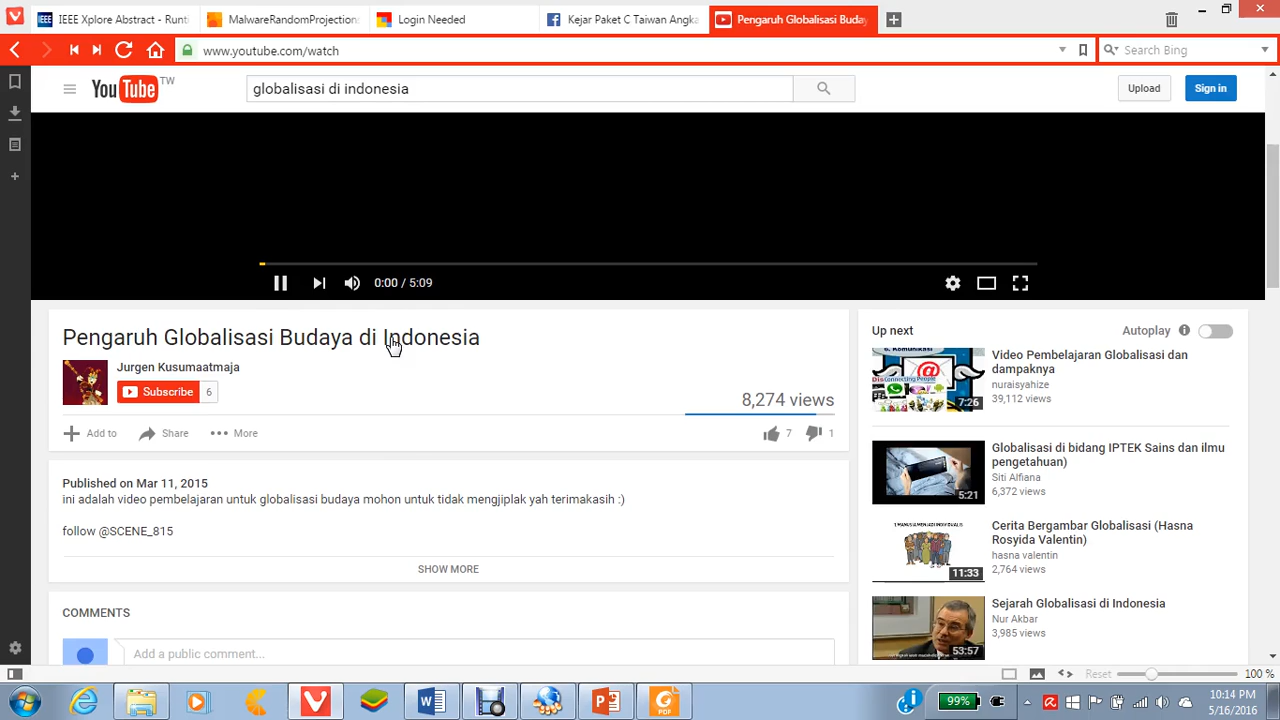 IEEE Xplore Abstract - Runti
MalwareRandomProjection
Login Needed
Kejar Paket C Taiwan Angka
Pengaruh Globalisasi Buday
www.youtube.com/watch
Search Bing
YouTube TW
globalisasi di indonesia
Upload
Sign in
0:00 / 5:09
Pengaruh Globalisasi Budaya di Indonesia
Jurgen Kusumaatmaja
Subscribe 6
8,274 views
Add to
Share
More
7
1
Published on Mar 11, 2015
ini adalah video pembelajaran untuk globalisasi budaya mohon untuk tidak mengjiplak yah terimakasih :)
follow @SCENE_815
SHOW MORE
COMMENTS
Add a public comment...
Up next
Autoplay
7:26
Video Pembelajaran Globalisasi dan
dampaknya
nuraisyahize
39,112 views
5:21
Globalisasi di bidang IPTEK Sains dan ilmu
pengetahuan)
Siti Alfiana
6,372 views
11:33
Cerita Bergambar Globalisasi (Hasna
Rosyida Valentin)
hasna valentin
2,764 views
53:57
Sejarah Globalisasi di Indonesia
Nur Akbar
3,985 views
Reset
100 %
99%
10:14 PM
5/16/2016